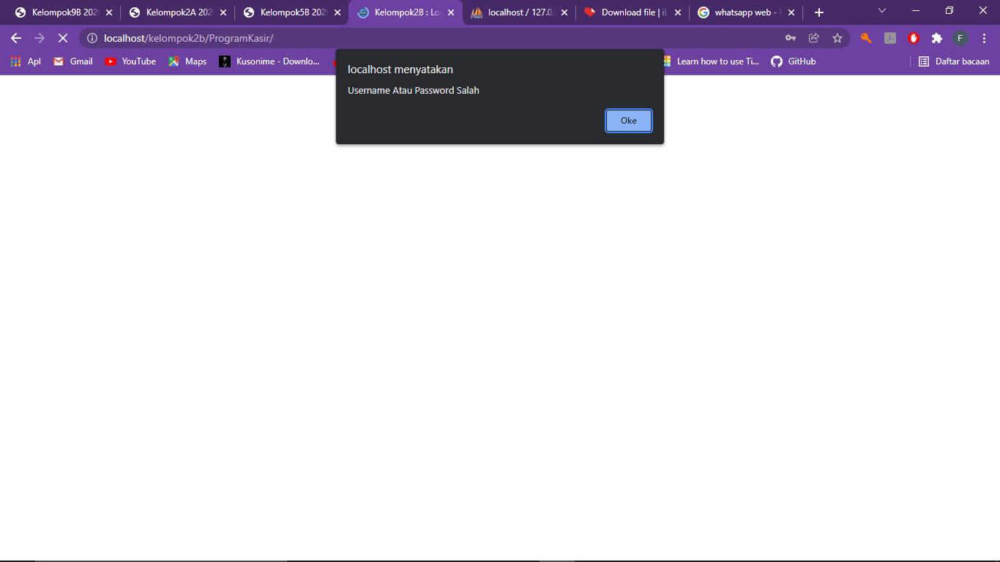 Kelompok9B 202
Kelompok2A 202
Kelompok5B 202
Kelompok2B : Lo
localhost / 127.0.
Download file | iL
whatsapp web -
localhost/kelompok2b/ProgramKasir/
F
Apl
Gmail
YouTube
Maps
Kusonime - Downlo...
Learn how to use Ti...
GitHub
Daftar bacaan
localhost menyatakan
Username Atau Password Salah
Oke